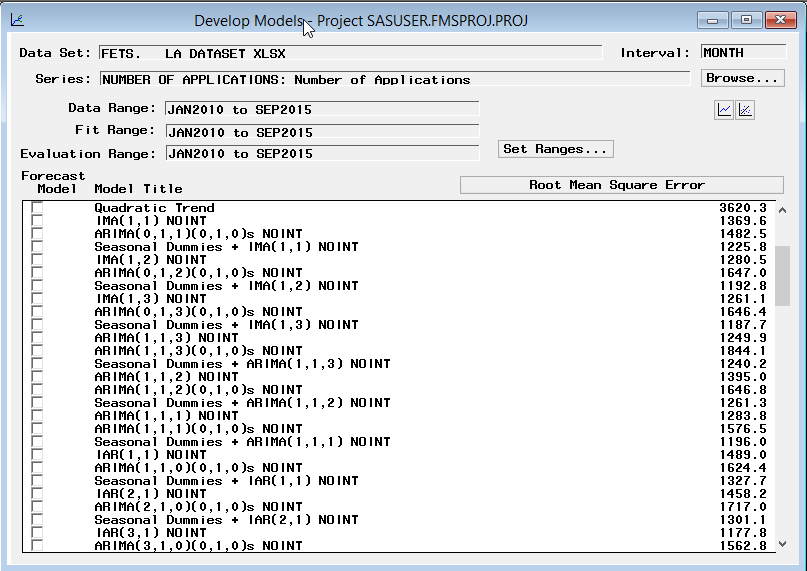 Develop Models - Project SASUSER.FMSPROJ.PROJ
Data Set: FETS. LA DATASET XLSX Interval: MONTH
Series: NUMBER OF APPLICATIONS: Number of Applications Browse...
Data Range: JAN2010 to SEP2015
Fit Range: JAN2010 to SEP2015
Evaluation Range: JAN2010 to SEP2015 Set Ranges...
Forecast
Model Model Title Root Mean Square Error
Quadratic Trend 3620.3
IMA(1,1) NOINT 1369.6
ARIMA(0,1,1)(0,1,0)s NOINT 1482.5
Seasonal Dummies + IMA(1,1) NOINT 1225.8
IMA(1,2) NOINT 1280.5
ARIMA(0,1,2)(0,1,0)s NOINT 1647.0
Seasonal Dummies + IMA(1,2) NOINT 1192.8
IMA(1,3) NOINT 1261.1
ARIMA(0,1,3)(0,1,0)s NOINT 1646.4
Seasonal Dummies + IMA(1,3) NOINT 1187.7
ARIMA(1,1,3) NOINT 1249.9
ARIMA(1,1,3)(0,1,0)s NOINT 1844.1
Seasonal Dummies + ARIMA(1,1,3) NOINT 1240.2
ARIMA(1,1,2) NOINT 1395.0
ARIMA(1,1,2)(0,1,0)s NOINT 1646.8
Seasonal Dummies + ARIMA(1,1,2) NOINT 1261.3
ARIMA(1,1,1) NOINT 1283.8
ARIMA(1,1,1)(0,1,0)s NOINT 1576.5
Seasonal Dummies + ARIMA(1,1,1) NOINT 1196.0
IAR(1,1) NOINT 1489.0
ARIMA(1,1,0)(0,1,0)s NOINT 1624.4
Seasonal Dummies + IAR(1,1) NOINT 1327.7
IAR(2,1) NOINT 1458.2
ARIMA(2,1,0)(0,1,0)s NOINT 1717.0
Seasonal Dummies + IAR(2,1) NOINT 1301.1
IAR(3,1) NOINT 1177.8
ARIMA(3,1,0)(0,1,0)s NOINT 1562.8